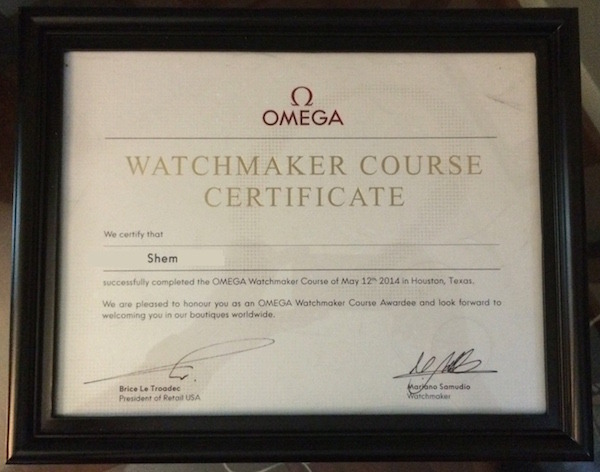 Ω
OMEGA
WATCHMAKER COURSE
CERTIFICATE
We certify that
Shem
successfully completed the OMEGA Watchmaker Course of May 12th 2014 in Houston, Texas.
We are pleased to honour you as an OMEGA Watchmaker Course Awardee and look forward to
welcoming you in our boutiques worldwide.
Brice Le Troadec
President of Retail USA
Mariano Samudio
Watchmaker